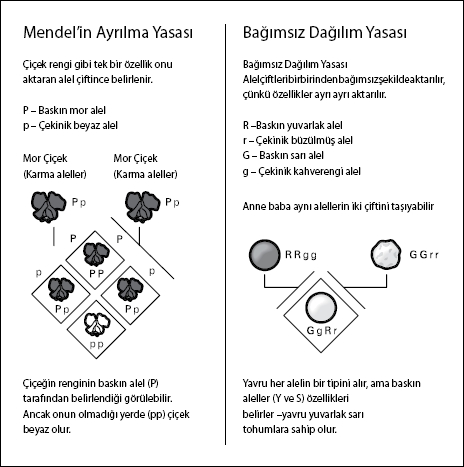 Mendel'in Ayrılma Yasası
Çiçek rengi gibi tek bir özellik onu
aktaran alel çiftince belirlenir.
P – Baskın mor alel
p – Çekinik beyaz alel
Mor Çiçek
(Karma aleller)
Mor Çiçek
(Karma aleller)
P p
P p
P
P
P P
p
p
P p
P p
p p
Çiçeğin renginin baskın alel (P)
tarafından belirlendiği görülebilir.
Ancak onun olmadığı yerde (pp) çiçek
beyaz olur.
Bağımsız Dağılım Yasası
Bağımsız Dağılım Yasası
Alelçiftleribirbirindenbağımsızşekildeaktarılır,
çünkü özellikler ayrı ayrı aktarılır.
R –Baskın yuvarlak alel
r – Çekinik büzülmüş alel
G – Baskın sarı alel
g – Çekinik kahverengi alel
Anne baba aynı alellerin iki çiftini taşıyabilir
R R g g
G G r r
G g R r
Yavru her alelin bir tipini alır, ama baskın
aleller (Y ve S) özellikleri
belirler –yavru yuvarlak sarı
tohumlara sahip olur.